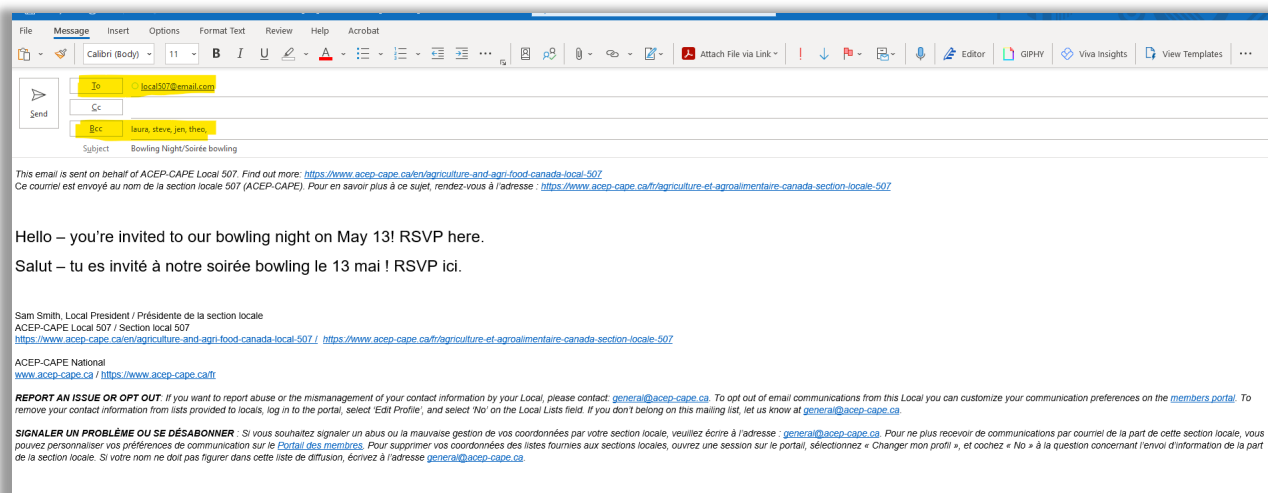 File Message Insert Options Format Text Review Help Acrobat
Calibri (Body) 11 B I U A ... Attach File via Link Editor GIPHY Viva Insights View Templates ...
To local507@email.com
Send
Cc
Bcc laura, steve, jen, theo,
Subject Bowling Night/Soirée bowling
This email is sent on behalf of ACEP-CAPE Local 507. Find out more: https://www.acep-cape.ca/en/agriculture-and-agri-food-canada-local-507
Ce courriel est envoyé au nom de la section locale 507 (ACEP-CAPE). Pour en savoir plus à ce sujet, rendez-vous à l'adresse : https://www.acep-cape.ca/fr/agriculture-et-agroalimentaire-canada-section-locale-507
Hello – you're invited to our bowling night on May 13! RSVP here.
Salut – tu es invité à notre soirée bowling le 13 mai ! RSVP ici.
Sam Smith, Local President / Présidente de la section locale
ACEP-CAPE Local 507 / Section local 507
https://www.acep-cape.ca/en/agriculture-and-agri-food-canada-local-507 / https://www.acep-cape.ca/fr/agriculture-et-agroalimentaire-canada-section-locale-507
ACEP-CAPE National
www.acep-cape.ca / https://www.acep-cape.ca/fr
REPORT AN ISSUE OR OPT OUT: If you want to report abuse or the mismanagement of your contact information by your Local, please contact: general@acep-cape.ca. To opt out of email communications from this Local you can customize your communication preferences on the members portal. To
remove your contact information from lists provided to locals, log in to the portal, select 'Edit Profile', and select 'No' on the Local Lists field. If you don't belong on this mailing list, let us know at general@acep-cape.ca.
SIGNALER UN PROBLÈME OU SE DÉSABONNER : Si vous souhaitez signaler un abus ou la mauvaise gestion de vos coordonnées par votre section locale, veuillez écrire à l'adresse : general@acep-cape.ca. Pour ne plus recevoir de communications par courriel de la part de cette section locale, vous
pouvez personnaliser vos préférences de communication sur le Portail des membres. Pour supprimer vos coordonnées des listes fournies aux sections locales, ouvrez une session sur le portail, sélectionnez « Changer mon profil », et cochez « No » à la question concernant l'envoi d'information de la part
de la section locale. Si votre nom ne doit pas figurer dans cette liste de diffusion, écrivez à l'adresse general@acep-cape.ca.